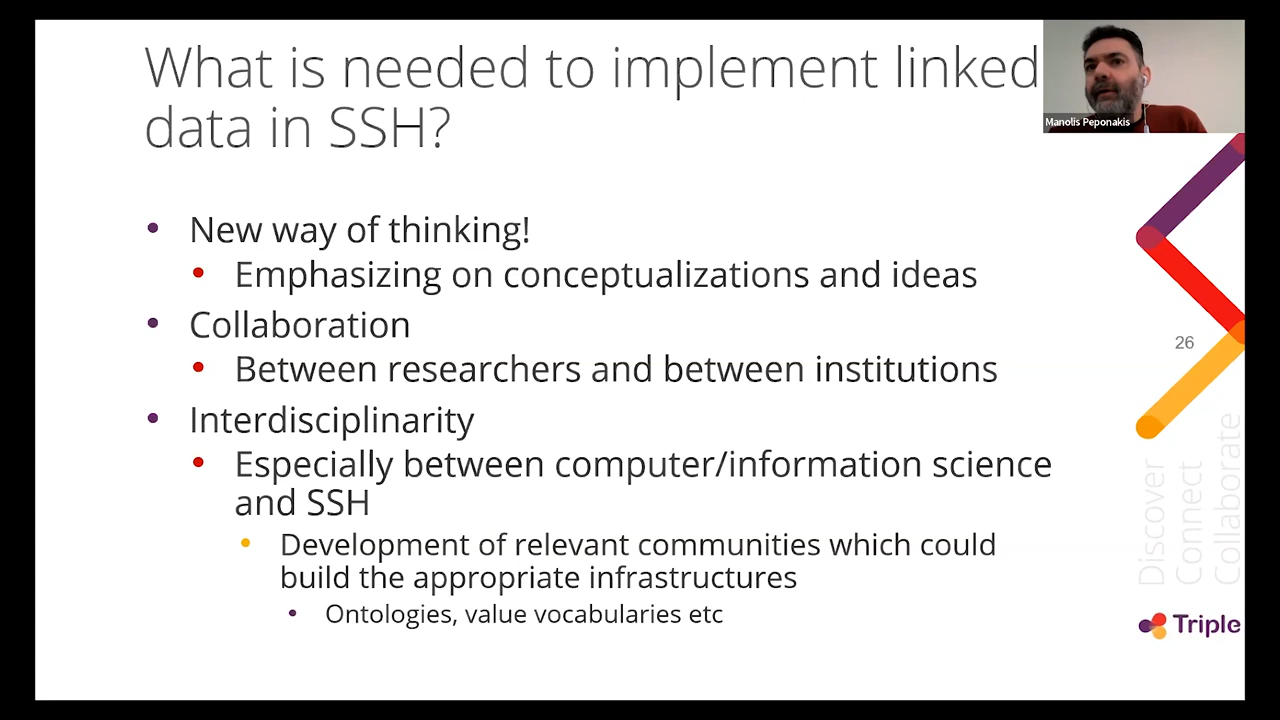 What is needed to implement linked
data in SSH?
Manolis Peponakis
• New way of thinking!
• Emphasizing on conceptualizations and ideas
• Collaboration
• Between researchers and between institutions
• Interdisciplinarity
• Especially between computer/information science
and SSH
• Development of relevant communities which could
build the appropriate infrastructures
• Ontologies, value vocabularies etc
26
Discover
Connect
Collaborate
Triple